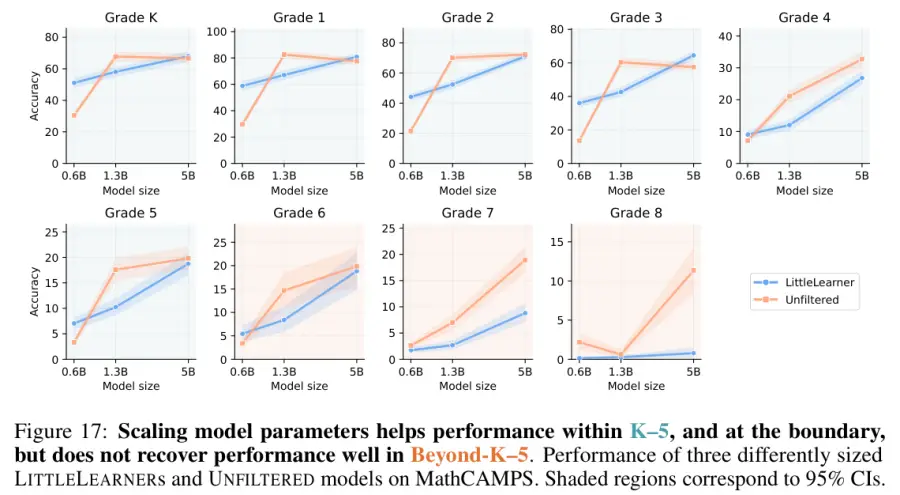 Grade K
Grade 1
Grade 2
Grade 3
Grade 4
Accuracy
80
60
40
20
0
0.6B 1.3B 5B
Model size
100
80
60
40
20
0
0.6B 1.3B 5B
Model size
80
60
40
20
0
0.6B 1.3B 5B
Model size
80
60
40
20
0
0.6B 1.3B 5B
Model size
40
30
20
10
0
0.6B 1.3B 5B
Model size
Grade 5
Grade 6
Grade 7
Grade 8
Accuracy
25
20
15
10
5
0
0.6B 1.3B 5B
Model size
25
20
15
10
5
0
0.6B 1.3B 5B
Model size
25
20
15
10
5
0
0.6B 1.3B 5B
Model size
15
10
5
0
0.6B 1.3B 5B
Model size
LittleLearner
Unfiltered
Figure 17: Scaling model parameters helps performance within K–5, and at the boundary,
but does not recover performance well in Beyond-K–5. Performance of three differently sized
LITTLELEARNERS and UNFILTERED models on MathCAMPS. Shaded regions correspond to 95% CIs.